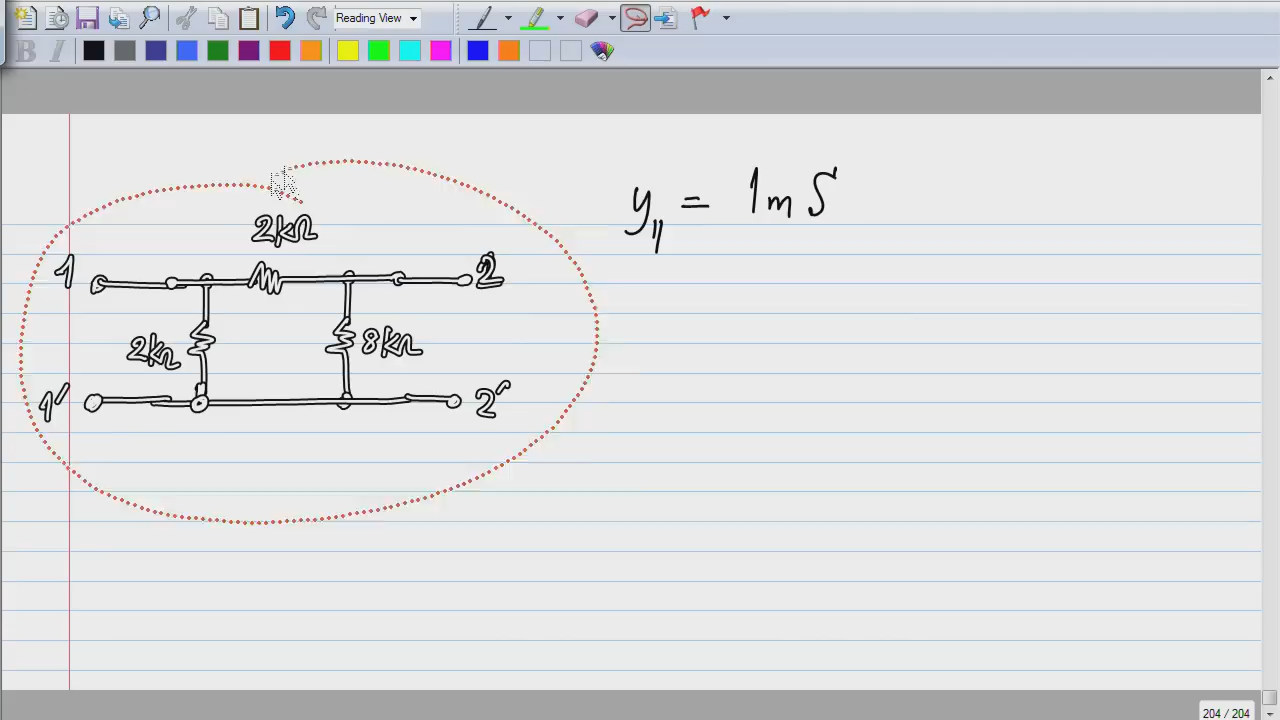 Reading View
B I
2kΩ
y₁₁ = 1mS
1
2
2kΩ
8kΩ
1'
2'
204 / 204